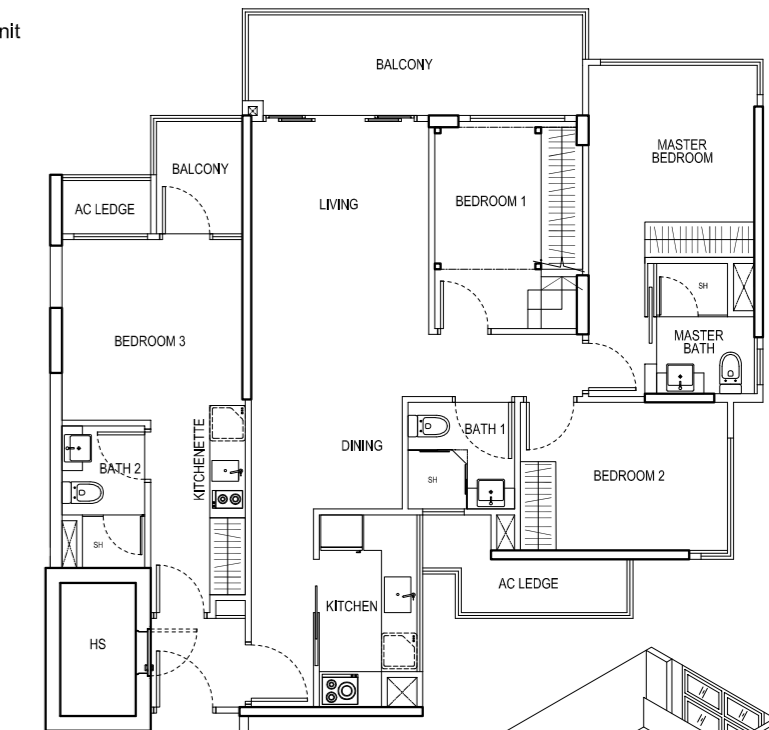 nit
BALCONY
MASTER
BEDROOM
BALCONY
AC LEDGE
LIVING
BEDROOM 1
SH
BEDROOM 3
MASTER
BATH
KITCHENETTE
BATH 1
DINING
BATH 2
BEDROOM 2
SH
SH
AC LEDGE
KITCHEN
HS